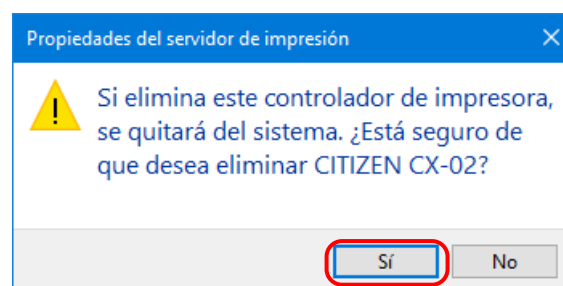 Propiedades del servidor de impresión
Si elimina este controlador de impresora,
se quitará del sistema. ¿Está seguro de
que desea eliminar CITIZEN CX-02?
Sí No